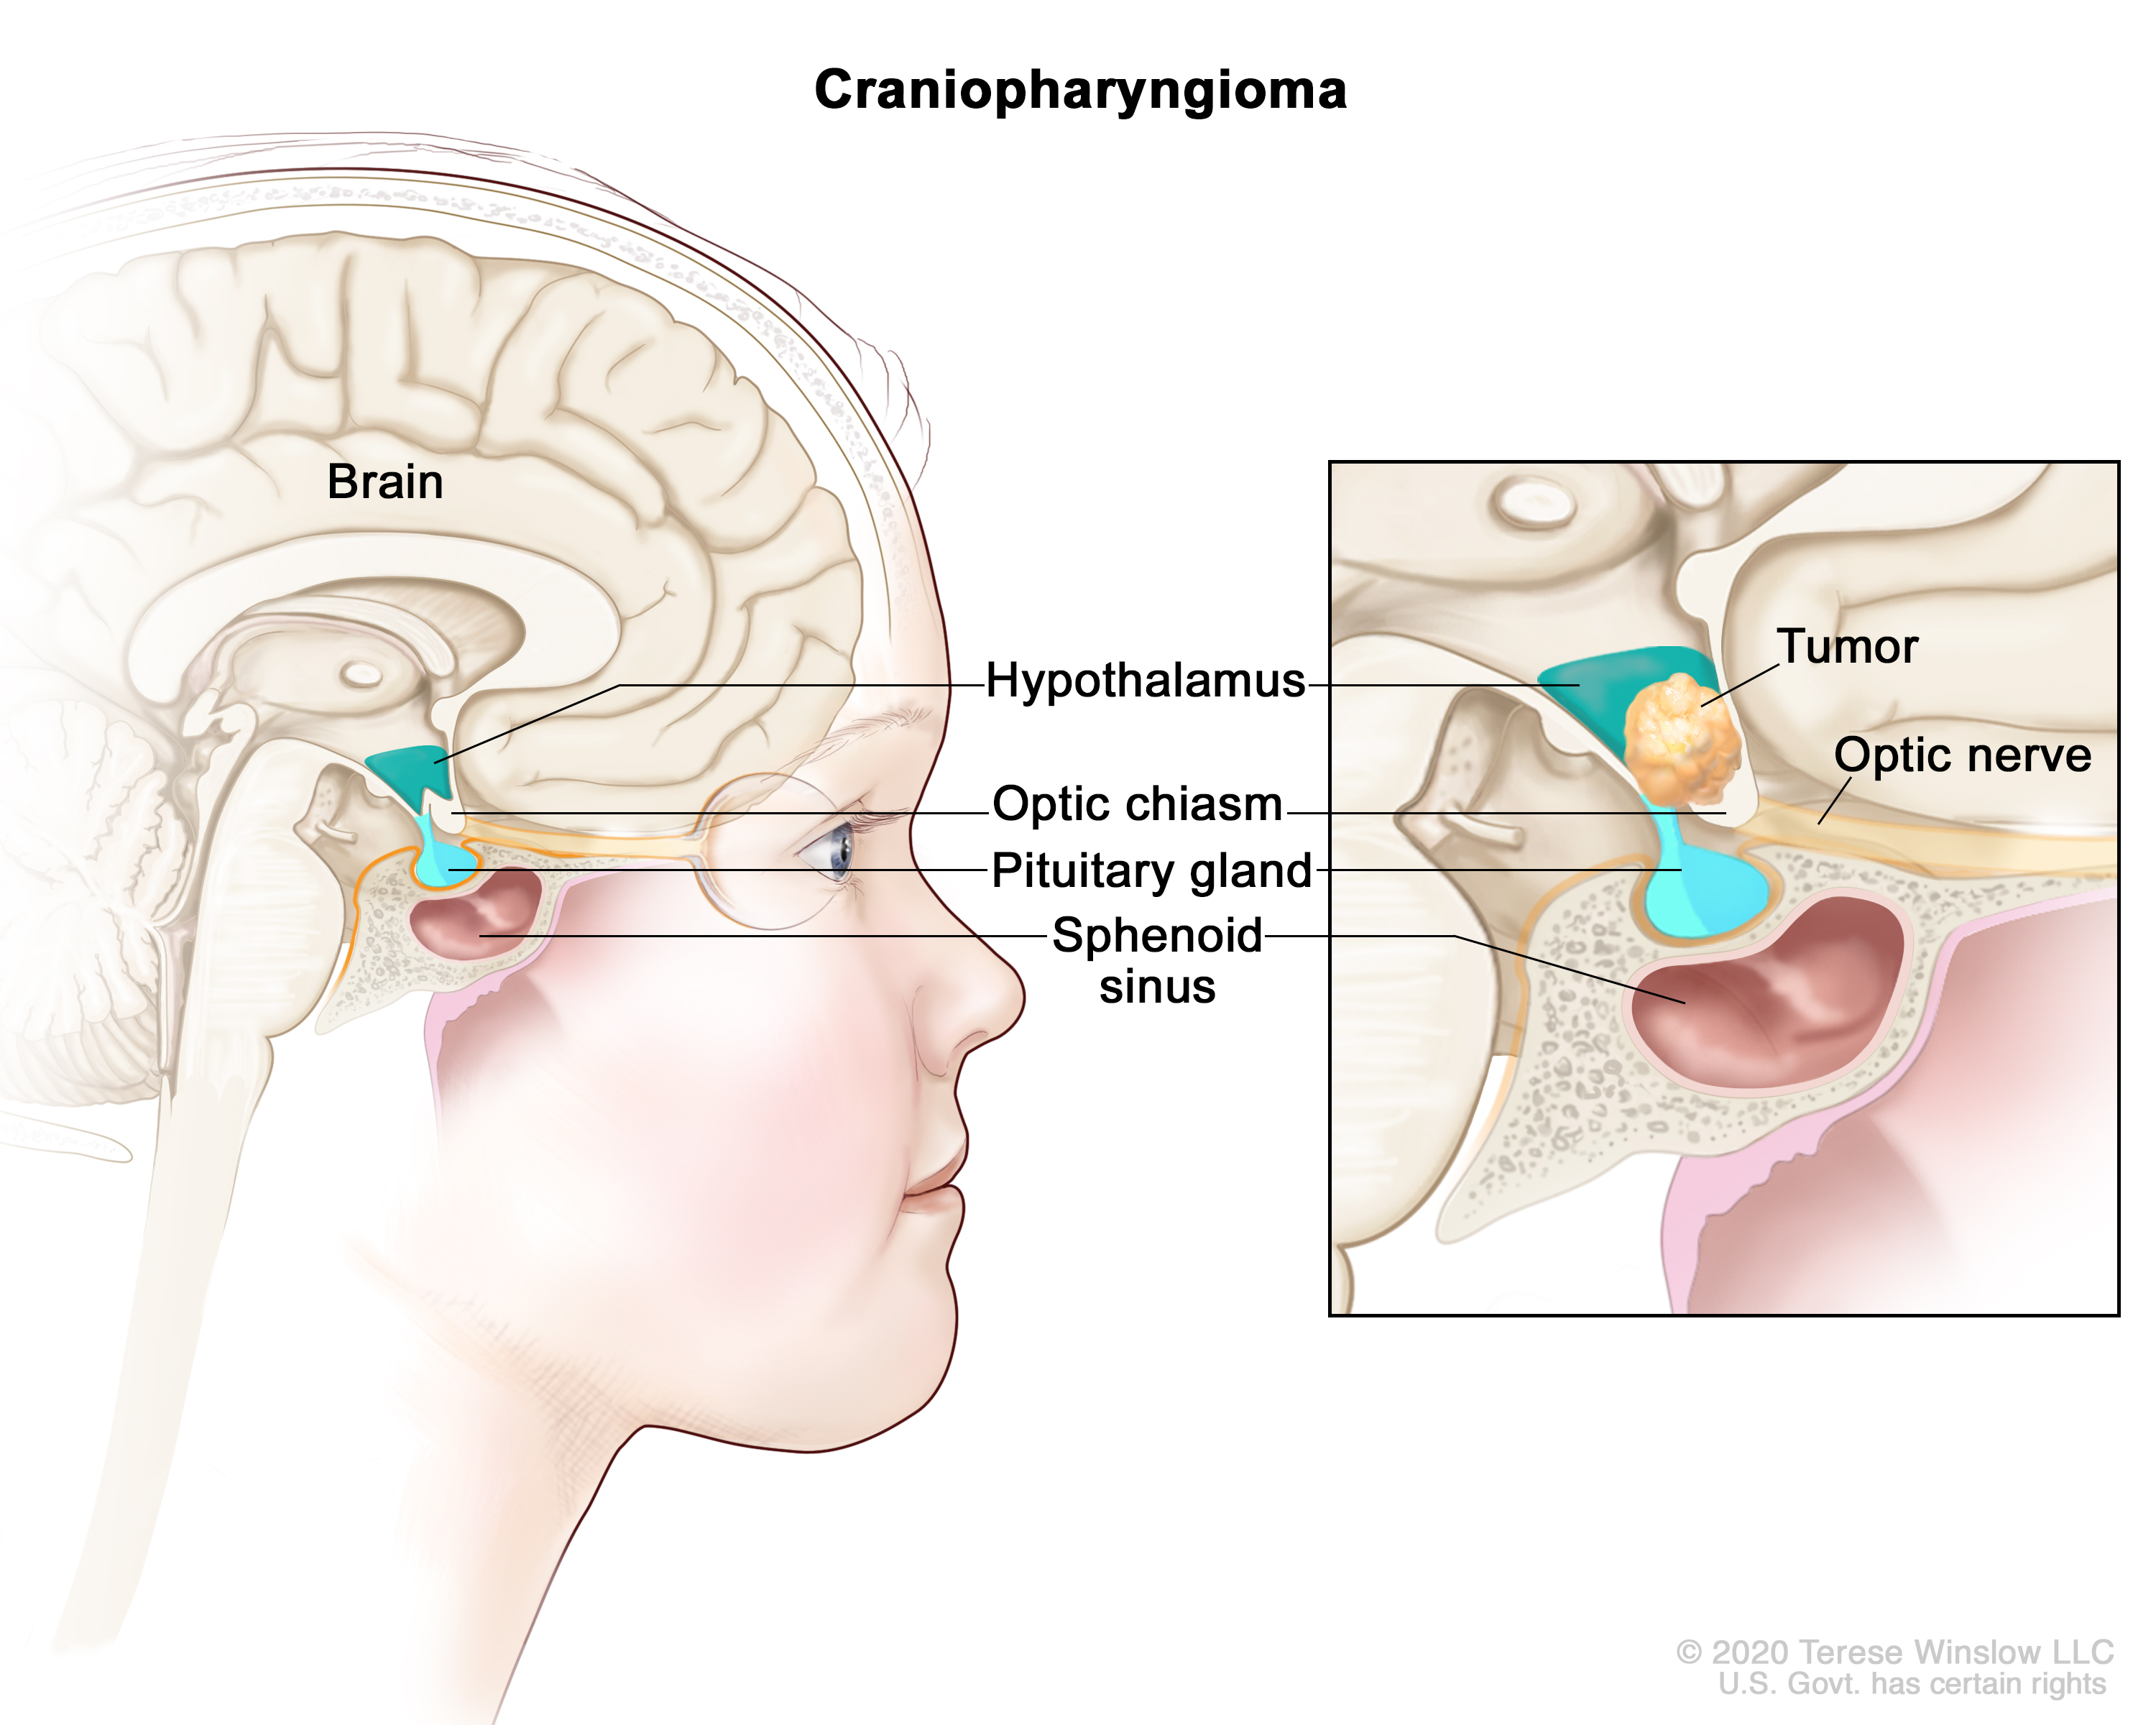 Craniopharyngioma
Brain
Hypothalamus
Tumor
Optic nerve
Optic chiasm
Pituitary gland
Sphenoid
sinus
© 2020 Terese Winslow LLC
U.S. Govt. has certain rights